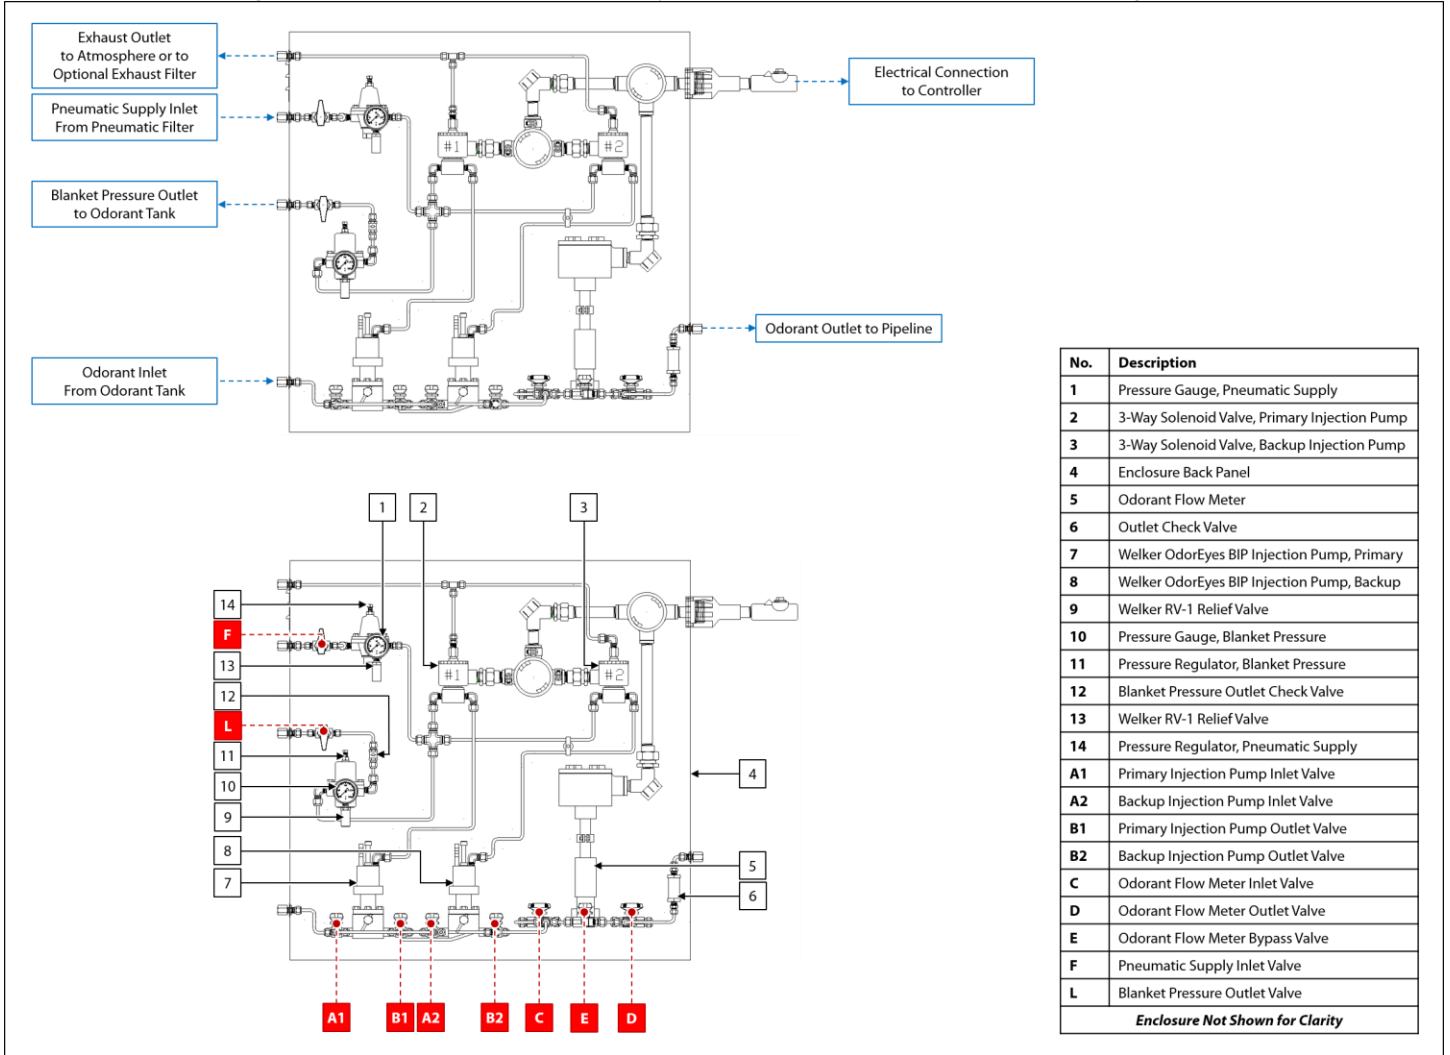 Exhaust Outlet
to Atmosphere or to
Optional Exhaust Filter
Pneumatic Supply Inlet
From Pneumatic Filter
Blanket Pressure Outlet
to Odorant Tank
Odorant Inlet
From Odorant Tank
Electrical Connection
to Controller
Odorant Outlet to Pipeline
#1
#2
1
2
3
14
F
13
12
L
11
10
9
8
7
4
5
6
#1
#2
A1
B1
A2
B2
C
E
D
No. Description
1 Pressure Gauge, Pneumatic Supply
2 3-Way Solenoid Valve, Primary Injection Pump
3 3-Way Solenoid Valve, Backup Injection Pump
4 Enclosure Back Panel
5 Odorant Flow Meter
6 Outlet Check Valve
7 Welker OdorEyes BIP Injection Pump, Primary
8 Welker OdorEyes BIP Injection Pump, Backup
9 Welker RV-1 Relief Valve
10 Pressure Gauge, Blanket Pressure
11 Pressure Regulator, Blanket Pressure
12 Blanket Pressure Outlet Check Valve
13 Welker RV-1 Relief Valve
14 Pressure Regulator, Pneumatic Supply
A1 Primary Injection Pump Inlet Valve
A2 Backup Injection Pump Inlet Valve
B1 Primary Injection Pump Outlet Valve
B2 Backup Injection Pump Outlet Valve
C Odorant Flow Meter Inlet Valve
D Odorant Flow Meter Outlet Valve
E Odorant Flow Meter Bypass Valve
F Pneumatic Supply Inlet Valve
L Blanket Pressure Outlet Valve
Enclosure Not Shown for Clarity